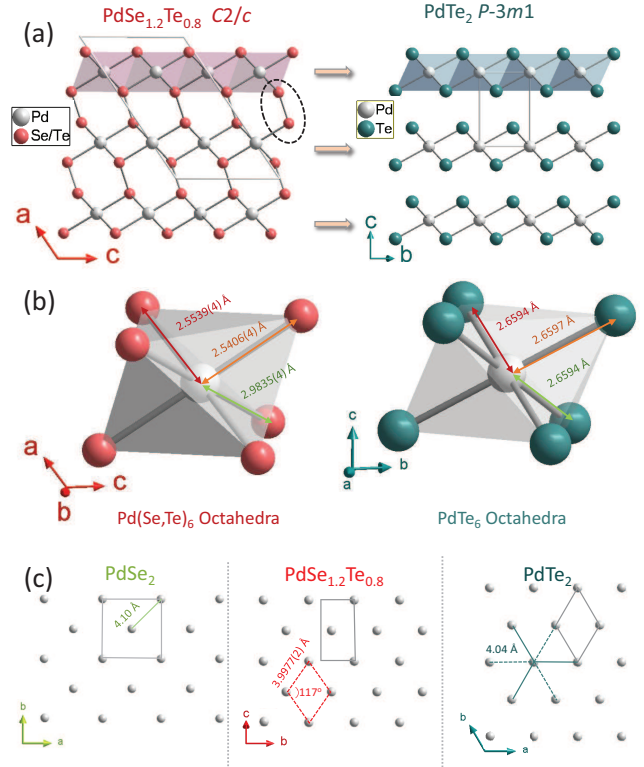 PdSe1.2Te0.8 C2/c
PdTe2 P-3m1
(a)
Pd
Se/Te
Pd
Te
a
c
c
b
(b)
2.5539(4) Å
2.5406(4) Å
2.9835(4) Å
2.6594 Å
2.6597 Å
2.6594 Å
a
c
b
c
b
a
Pd(Se,Te)6 Octahedra
PdTe6 Octahedra
(c)
PdSe2
PdSe1.2Te0.8
PdTe2
4.10 Å
3.9977(2) Å
117°
4.04 Å
b
a
c
b
b
a